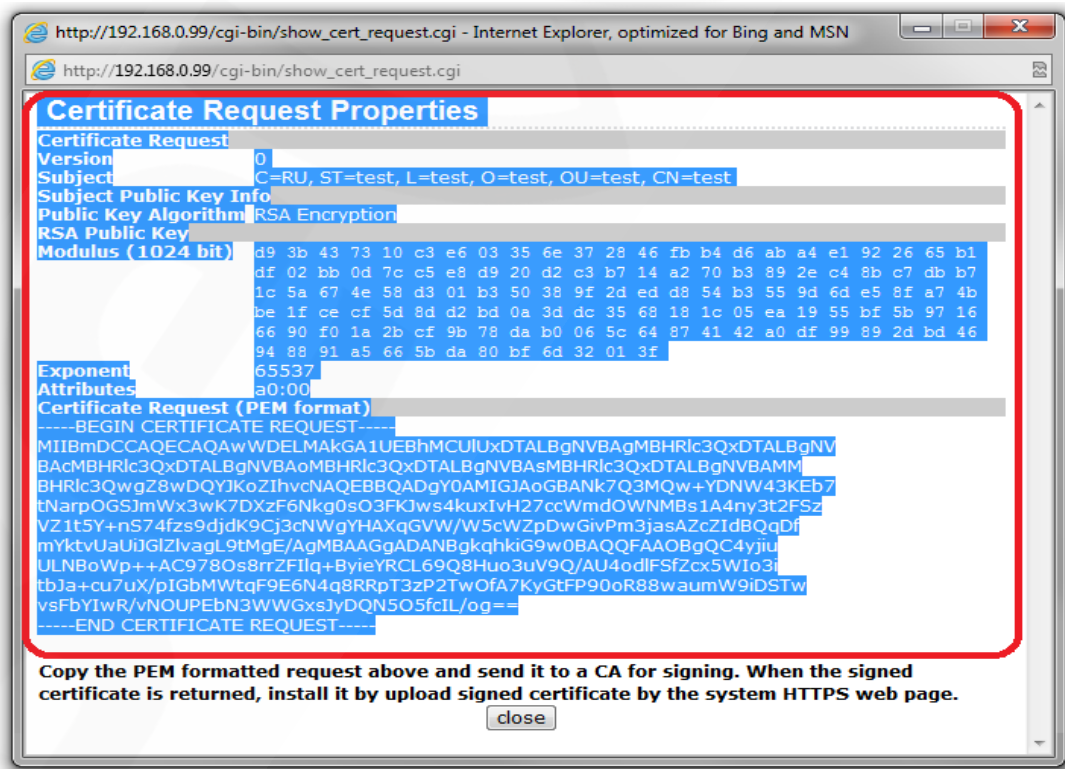 http://192.168.0.99/cgi-bin/show_cert_request.cgi - Internet Explorer, optimized for Bing and MSN
http://192.168.0.99/cgi-bin/show_cert_request.cgi
Certificate Request Properties
Certificate Request
Version 0
Subject C=RU, ST=test, L=test, O=test, OU=test, CN=test
Subject Public Key Info
Public Key Algorithm RSA Encryption
RSA Public Key
Modulus (1024 bit) d9 3b 43 73 10 c3 e6 03 35 6e 37 28 46 fb b4 d6 ab a4 e1 92 26 65 b1
df 02 bb 0d 7c c5 e8 d9 20 d2 c3 b7 14 a2 70 b3 89 2e c4 8b c7 db b7
1c 5a 67 4e 58 d3 01 b3 50 38 9f 2d ed d8 54 b3 55 9d 6d e5 8f a7 4b
be 1f ce cf 5d 8d d2 bd 0a 3d dc 35 68 18 1c 05 ea 19 55 bf 5b 97 16
66 90 f0 1a 2b cf 9b 78 da b0 06 5c 64 87 41 42 a0 df 99 89 2d bd 46
94 88 91 a5 66 5b da 80 bf 6d 32 01 3f
Exponent 65537
Attributes a0:00
Certificate Request (PEM format)
-----BEGIN CERTIFICATE REQUEST-----
MIIBmDCCAQECAQAwWDELMAkGA1UEBhMCUlUxDTALBgNVBAgMBHRlc3QxDTALBgNV
BAcMBHRlc3QxDTALBgNVBAoMBHRlc3QxDTALBgNVBAsMBHRlc3QxDTALBgNVBAMM
BHRlc3QwgZ8wDQYJKoZIhvcNAQEBBQADgY0AMIGJAoGBANk7Q3MQw+YDNW43KEb7
tNarpOGSJmWx3wK7DXzF6Nkg0sO3FKJws4kuxIvH27ccWmdOWNMBs1A4ny3t2FSz
VZ1t5Y+nS74fzs9djdK9Cj3cNWgYHAXqGVW/W5cWZpDwGivPm3jasAZcZIdBQqDf
mYktvUaUiJGlZlvagL9tMgE/AgMBAAGgADANBgkqhkiG9w0BAQQFAAOBgQC4yjiu
ULNBoWp++AC978Os8rrZFIlq+ByieYRCL69Q8Huo3uV9Q/AU4odlFSfZcx5WIo3i
tbJa+cu7uX/pIGbMWtqF9E6N4q8RRpT3zP2TwOfA7KyGtFP90oR88waumW9iDSTw
vsFbYIwR/vNOUPEbN3WWGxsJyDQN5O5fcIL/og==
-----END CERTIFICATE REQUEST-----
Copy the PEM formatted request above and send it to a CA for signing. When the signed
certificate is returned, install it by upload signed certificate by the system HTTPS web page.
close